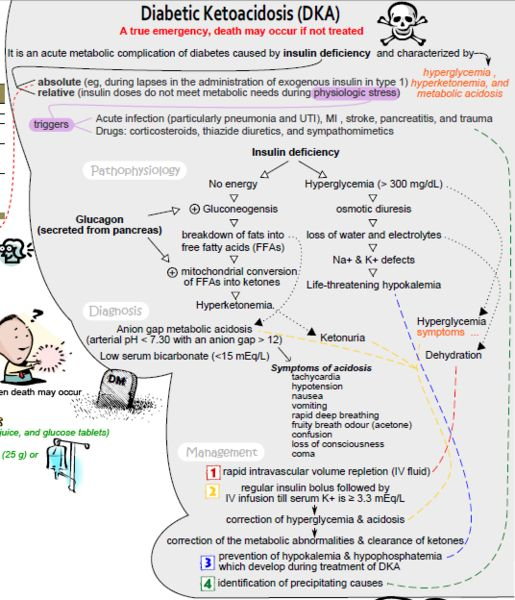 Diabetic Ketoacidosis (DKA)
A true emergency, death may occur if not treated
It is an acute metabolic complication of diabetes caused by insulin deficiency and characterized by
hyperglycemia ,
hyperketonemia, and
metabolic acidosis
absolute (eg, during lapses in the administration of exogenous insulin in type 1)
relative (insulin doses do not meet metabolic needs during physiologic stress)
triggers
Acute infection (particularly pneumonia and UTI), MI , stroke, pancreatitis, and trauma
Drugs: corticosteroids, thiazide diuretics, and sympathomimetics
Insulin deficiency
Pathophysiology
No energy
Hyperglycemia (> 300 mg/dL)
Glucagon
(secreted from pancreas)
+ Gluconeogensis
osmotic diuresis
breakdown of fats into
free fatty acids (FFAs)
loss of water and electrolytes
+ mitochondrial conversion
of FFAs into ketones
Na+ & K+ defects
Hyperketonemia.
Life-threatening hypokalemia
Diagnosis
Anion gap metabolic acidosis
(arterial pH < 7.30 with an anion gap > 12)
Ketonuria
Hyperglycemia
symptoms ...
Low serum bicarbonate (<15 mEq/L)
Dehydration
Symptoms of acidosis
tachycardia
hypotension
nausea
vomiting
rapid deep breathing
fruity breath odour (acetone)
confusion
loss of consciousness
coma
DM
en death may occur
juice, and glucose tablets)
(25 g) or
Management
1 rapid intravascular volume repletion (IV fluid)
2 regular insulin bolus followed by
IV infusion till serum K+ is ≥ 3.3 mEq/L
correction of hyperglycemia & acidosis
correction of the metabolic abnormalities & clearance of ketones
3 prevention of hypokalemia & hypophosphatemia
which develop during treatment of DKA
4 identification of precipitating causes